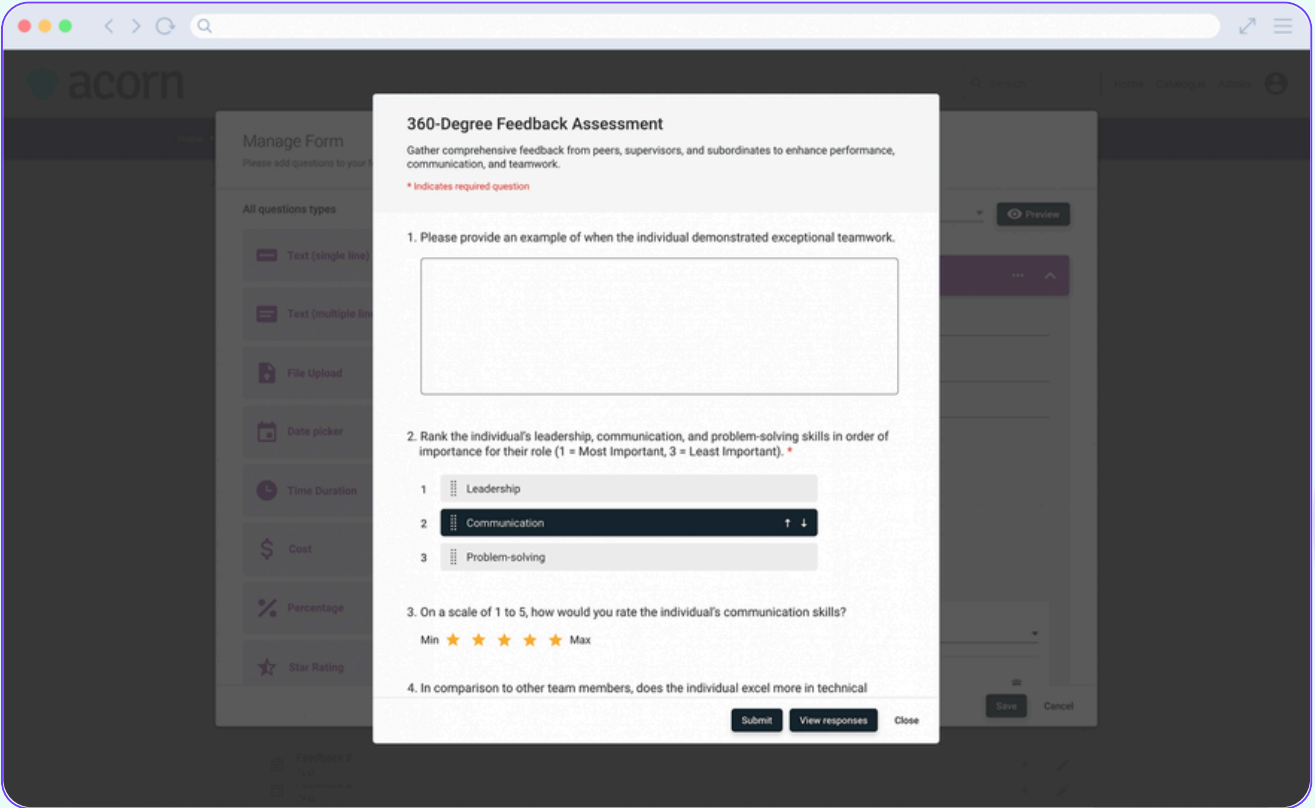 acorn
Home Catalogue Admin
Manage Form
Please add questions to your
All questions types
Text (single line)
Text (multiple line
File Upload
Date picker
Time Duration
Cost
Percentage
Star Rating
Preview
360-Degree Feedback Assessment
Gather comprehensive feedback from peers, supervisors, and subordinates to enhance performance,
communication, and teamwork.
* Indicates required question
1. Please provide an example of when the individual demonstrated exceptional teamwork.
2. Rank the individual's leadership, communication, and problem-solving skills in order of
importance for their role (1 = Most Important, 3 = Least Important). *
1 Leadership
2 Communication ↑ ↓
3 Problem-solving
3. On a scale of 1 to 5, how would you rate the individual's communication skills?
Min ★ ★ ★ ★ ★ Max
4. In comparison to other team members, does the individual excel more in technical
Submit View responses Close
Save Cancel
Feedback 2